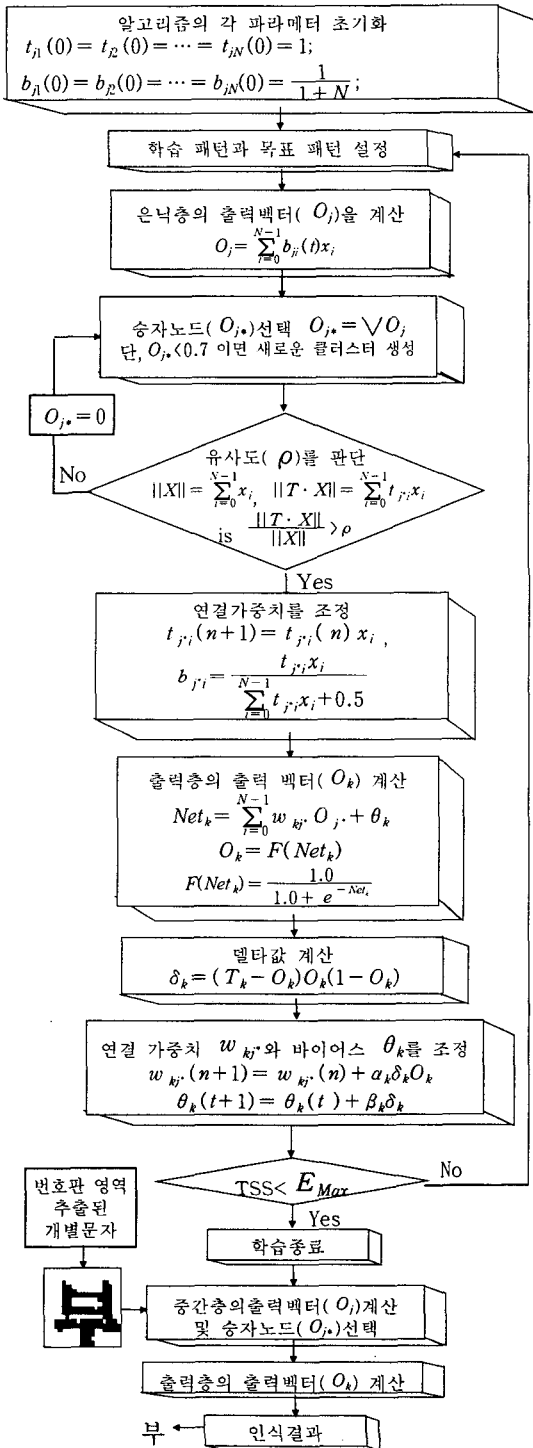 알고리즘의 각 파라메터 초기화
t_{j1}(0) = t_{j2}(0) = ⋯ = t_{jN}(0) = 1;
b_{j1}(0) = b_{j2}(0) = ⋯ = b_{jN}(0) = \frac{1}{1+N};
학습 패턴과 목표 패턴 설정
은닉층의 출력벡터( O_j)을 계산
O_j = \sum_{i=0}^{N-1} b_{ji}(t)x_i
승자노드( O_{j*})선택 O_{j*} = ∨O_j
단, O_{j*}<0.7 이면 새로운 클러스터 생성
O_{j*} = 0
No
유사도( ρ)를 판단
||X|| = \sum_{i=0}^{N-1} x_i, ||T · X|| = \sum_{i=0}^{N-1} t_{j*i} x_i
is \frac{||T · X||}{||X||} > ρ
Yes
연결가중치를 조정
t_{j*i}(n+1) = t_{j*i}(n) x_i ,
b_{j*i} = \frac{t_{j*i} x_i}{\sum_{i=0}^{N-1} t_{j*i} x_i + 0.5}
출력층의 출력 벡터( O_k) 계산
Net_k = \sum_{i=0}^{N-1} w_{kj*} O_{j*} + θ_k
O_k = F(Net_k)
F(Net_k) = \frac{1.0}{1.0 + e^{-Net_k}}
델타값 계산
δ_k = (T_k − O_k)O_k(1 − O_k)
연결 가중치 w_{kj*}와 바이어스 θ_k를 조정
w_{kj*}(n+1) = w_{kj*}(n) + α_kδ_kO_k
θ_k(t+1) = θ_k(t) + β_kδ_k
TSS< E_{Max}
No
Yes
번호판 영역
추출된
개별문자
학습종료
중간층의출력벡터( O_j)계산
및 승자노드( O_{j*})선택
출력층의 출력벡터( O_k) 계산
부
인식결과